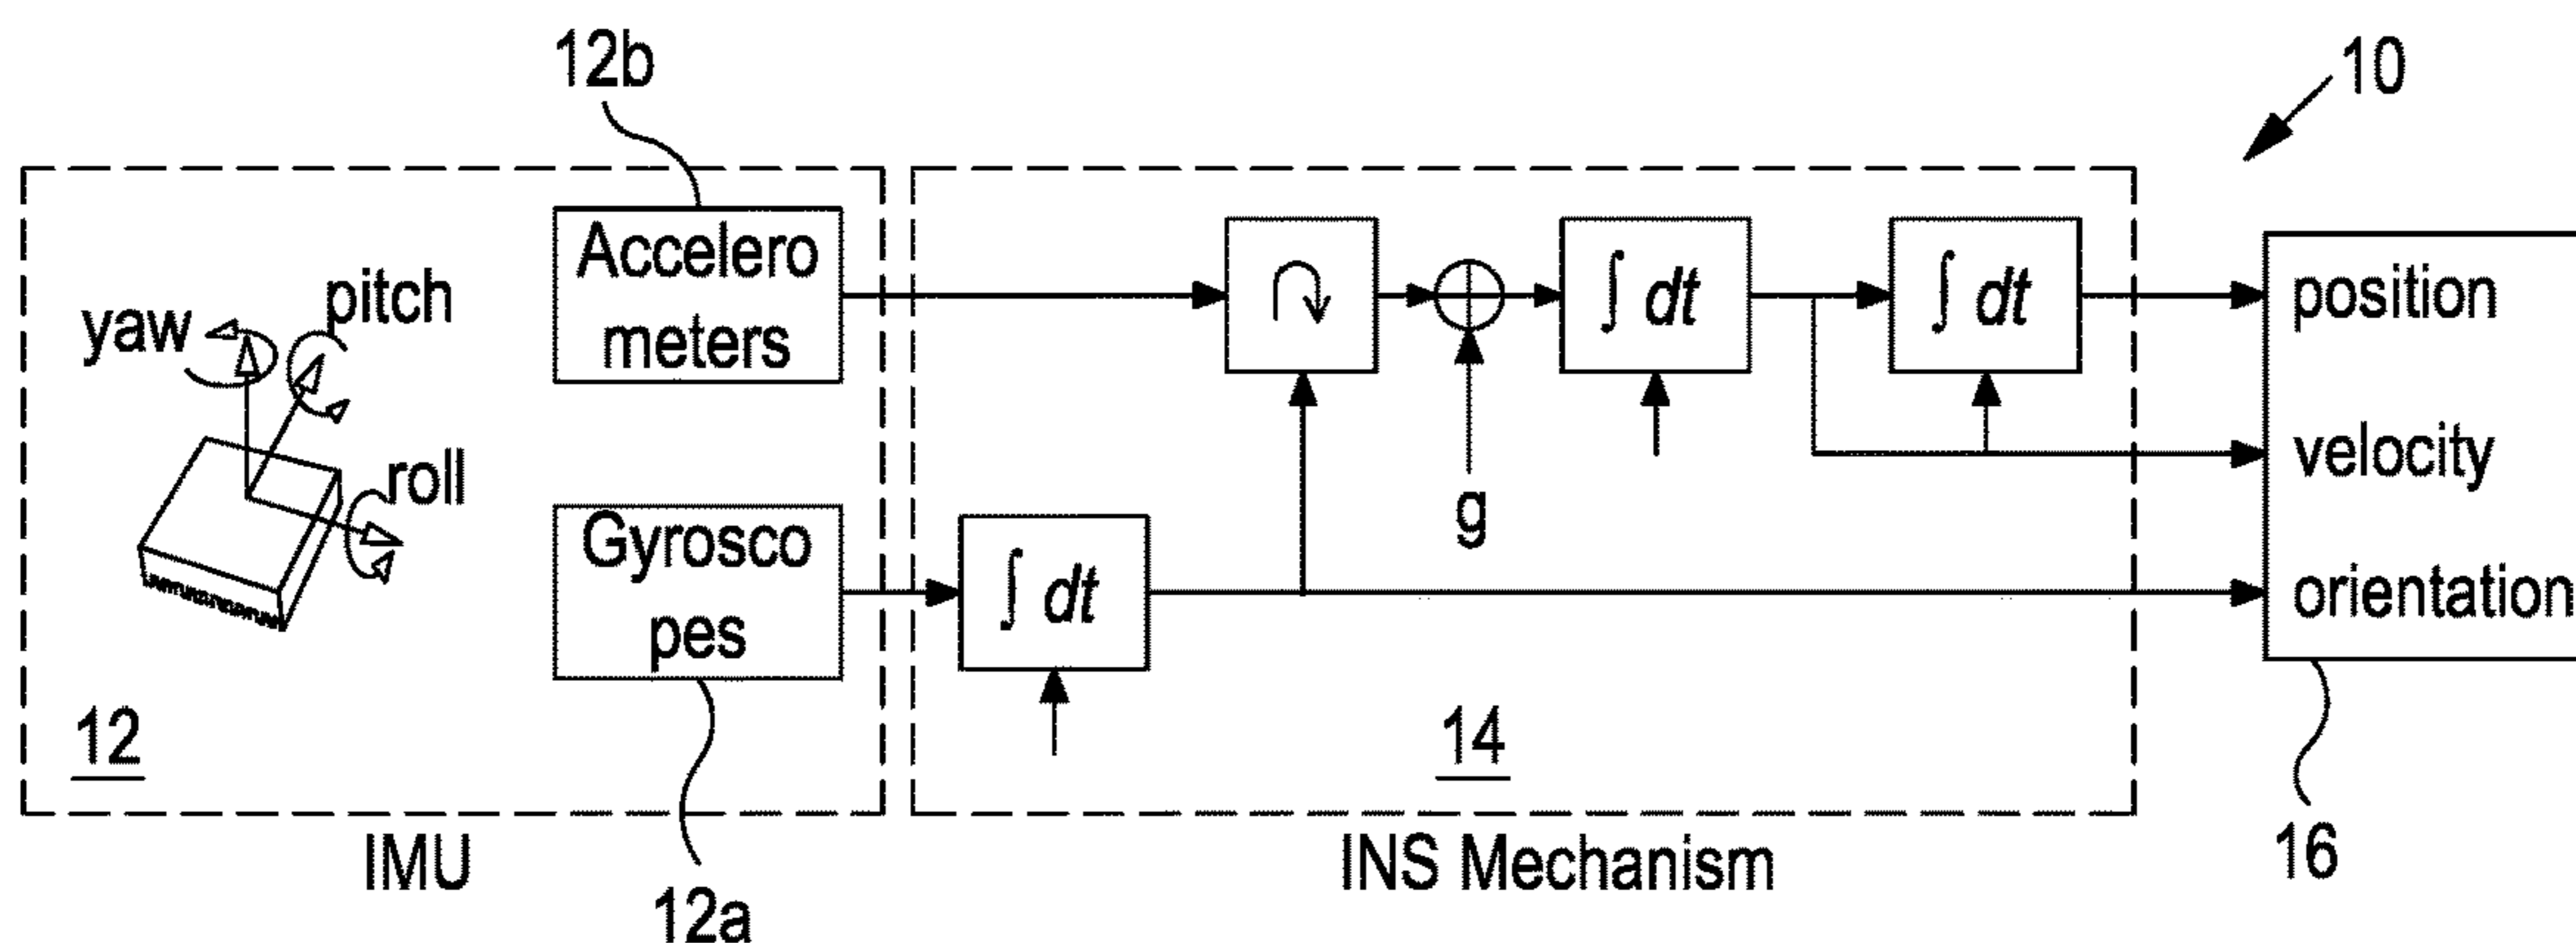 12b
10
Accelero
meters
∫ dt
∫ dt
position
pitch
yaw
velocity
roll
g
Gyrosco
pes
∫ dt
orientation
12
14
IMU
INS Mechanism
16
12a